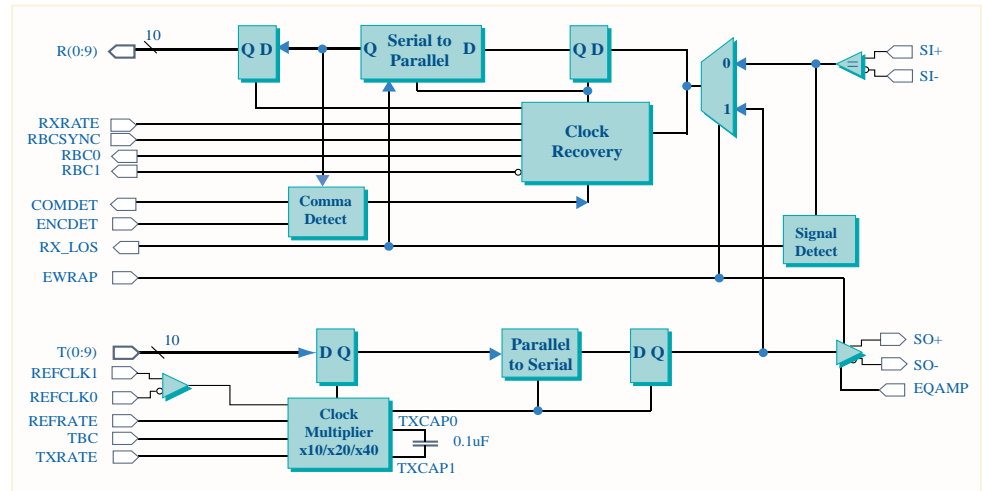 10
R(0:9)
Q D
Q
Serial to
Parallel
D
Q D
0
1
=
SI+
SI-
RXRATE
RBCSYNC
RBC0
RBC1
Clock
Recovery
COMDET
ENCDET
RX_LOS
Comma
Detect
Signal
Detect
EWRAP
10
T(0:9)
D Q
Parallel
to Serial
D Q
SO+
SO-
EQAMP
REFCLK1
REFCLK0
REFRATE
TBC
TXRATE
Clock
Multiplier
x10/x20/x40
TXCAP0
0.1uF
TXCAP1